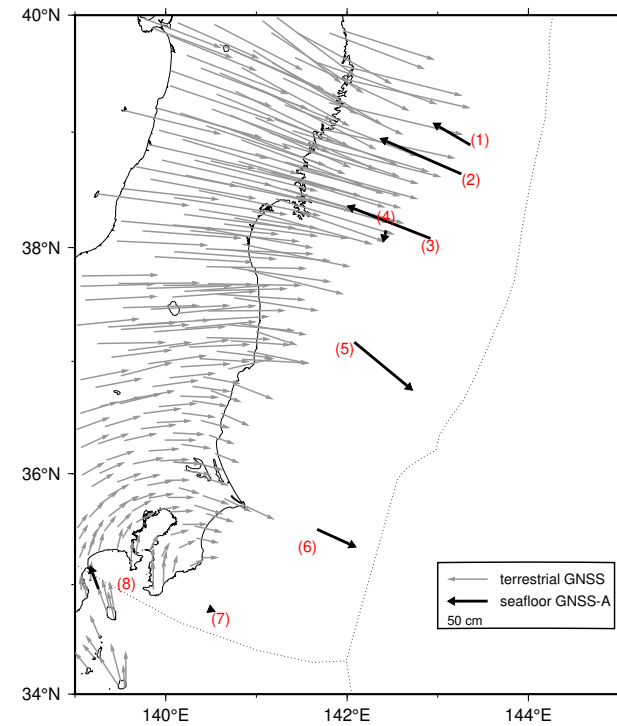 40°N
(1)
(2)
(4)
38°N
(3)
(5)
36°N
(6)
terrestrial GNSS
(8)
seafloor GNSS-A
(7)
50 cm
34°N
140°E
142°E
144°E